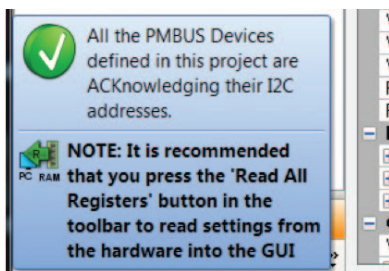 All the PMBUS Devices
defined in this project are
ACKnowledging their I2C
addresses.
NOTE: It is recommended
that you press the 'Read All
Registers' button in the
toolbar to read settings from
the hardware into the GUI
R
PC RAM